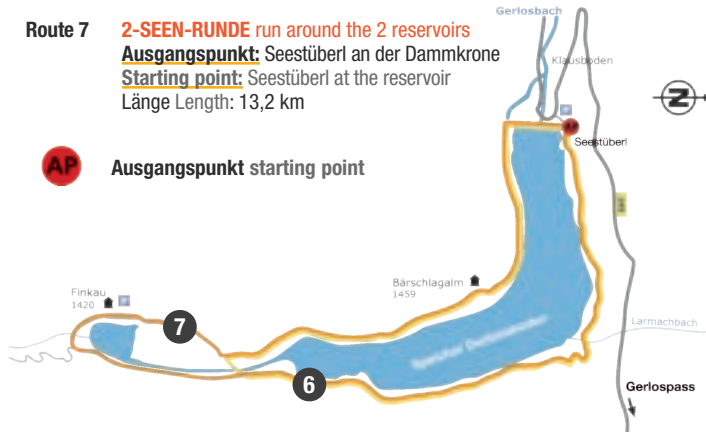 Route 7 2-SEEN-RUNDE run around the 2 reservoirs
Ausgangspunkt: Seestüberl an der Dammkrone
Starting point: Seestüberl at the reservoir
Länge Length: 13,2 km
AP Ausgangspunkt starting point
Gerlosbach
Klausboden
N
AP
Seestüberl
Bärschlagalm
1459
Finkau
1420
7
6
Larmachbach
Gerlospass